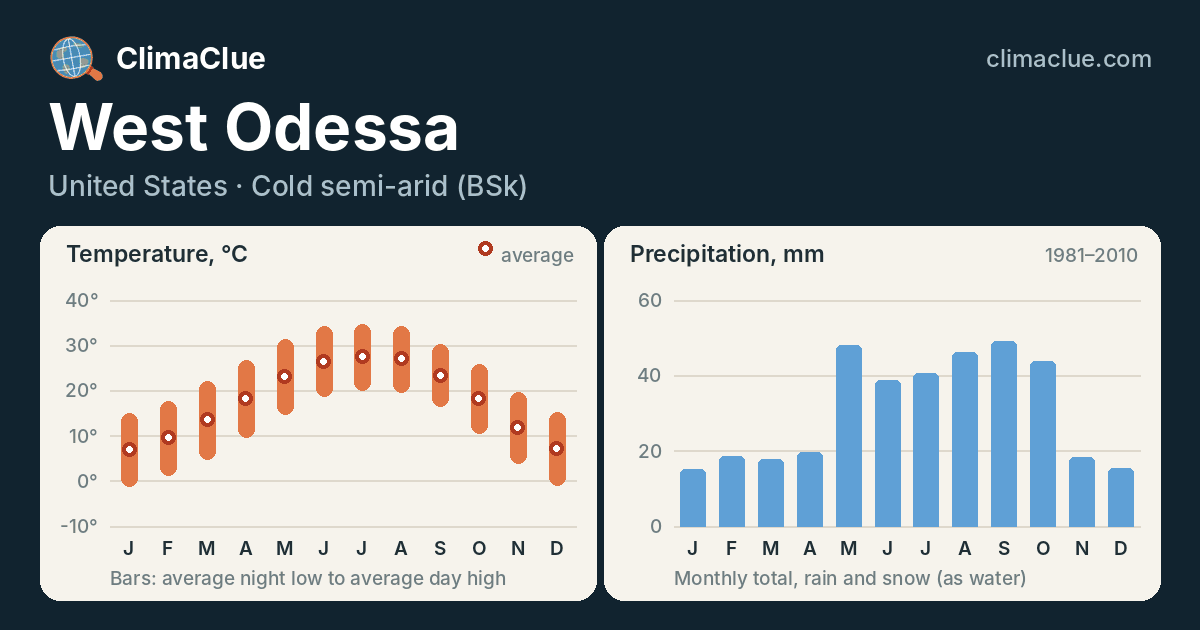 ClimaClue
climaclue.com
West Odessa
United States · Cold semi-arid (BSk)
Temperature, °C
average
40°
30°
20°
10°
0°
-10°
J F M A M J J A S O N D
Bars: average night low to average day high
Precipitation, mm
1981–2010
60
40
20
0
J F M A M J J A S O N D
Monthly total, rain and snow (as water)